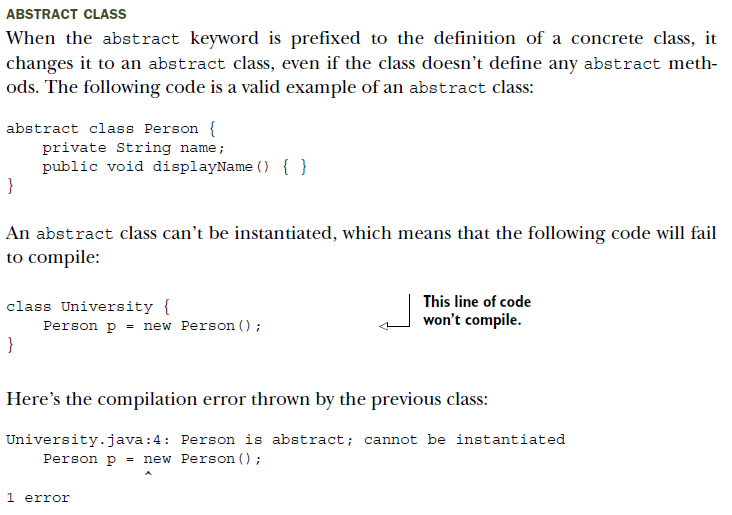 ABSTRACT CLASS
When the abstract keyword is prefixed to the definition of a concrete class, it
changes it to an abstract class, even if the class doesn’t define any abstract meth-
ods. The following code is a valid example of an abstract class:
abstract class Person {
    private String name;
    public void displayName() { }
}
An abstract class can’t be instantiated, which means that the following code will fail
to compile:
class University {
    Person p = new Person();
}
This line of code
won’t compile.
Here’s the compilation error thrown by the previous class:
University.java:4: Person is abstract; cannot be instantiated
    Person p = new Person();
               ^
1 error